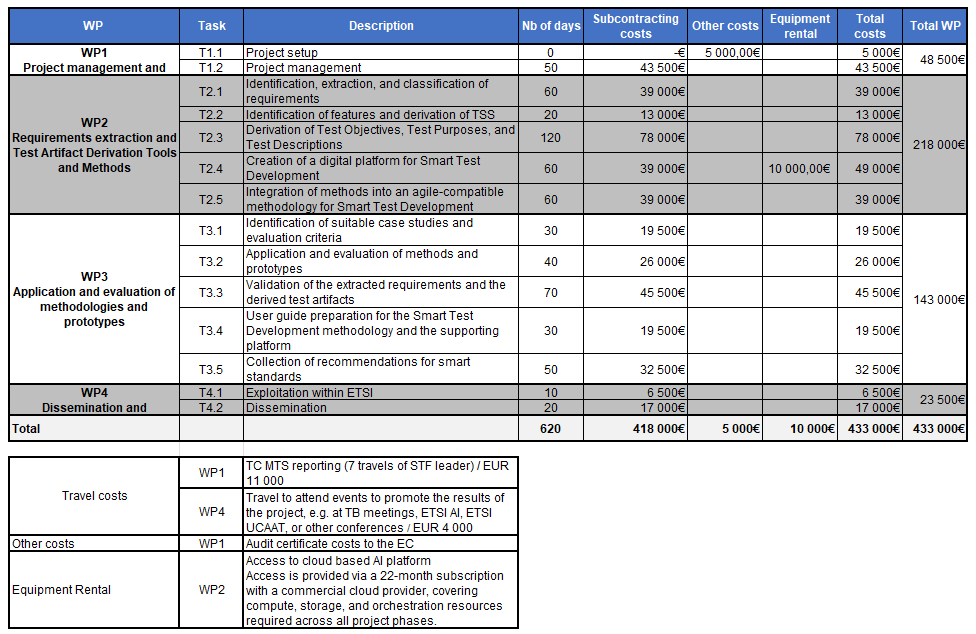 WP Task Description Nb of days Subcontracting costs Other costs Equipment rental Total costs Total WP
WP1
Project management and
T1.1 Project setup 0 -€ 5 000,00€ 5 000€
T1.2 Project management 50 43 500€ 43 500€
48 500€
WP2
Requirements extraction and
Test Artifact Derivation Tools
and Methods
T2.1 Identification, extraction, and classification of
requirements 60 39 000€ 39 000€
T2.2 Identification of features and derivation of TSS 20 13 000€ 13 000€
T2.3 Derivation of Test Objectives, Test Purposes, and
Test Descriptions 120 78 000€ 78 000€
T2.4 Creation of a digital platform for Smart Test
Development 60 39 000€ 10 000,00€ 49 000€
T2.5 Integration of methods into an agile-compatible
methodology for Smart Test Development 60 39 000€ 39 000€
218 000€
WP3
Application and evaluation of
methodologies and
prototypes
T3.1 Identification of suitable case studies and
evaluation criteria 30 19 500€ 19 500€
T3.2 Application and evaluation of methods and
prototypes 40 26 000€ 26 000€
T3.3 Validation of the extracted requirements and the
derived test artifacts 70 45 500€ 45 500€
T3.4 User guide preparation for the Smart Test
Development methodology and the supporting
platform 30 19 500€ 19 500€
T3.5 Collection of recommendations for smart
standards 50 32 500€ 32 500€
143 000€
WP4
Dissemination and
T4.1 Exploitation within ETSI 10 6 500€ 6 500€
T4.2 Dissemination 20 17 000€ 17 000€
23 500€
Total 620 418 000€ 5 000€ 10 000€ 433 000€ 433 000€
Travel costs
WP1 TC MTS reporting (7 travels of STF leader) / EUR
11 000
WP4 Travel to attend events to promote the results of
the project, e.g. at TB meetings, ETSI AI, ETSI
UCAAT, or other conferences / EUR 4 000
Other costs WP1 Audit certificate costs to the EC
Equipment Rental WP2 Access to cloud based AI platform
Access is provided via a 22-month subscription
with a commercial cloud provider, covering
compute, storage, and orchestration resources
required across all project phases.